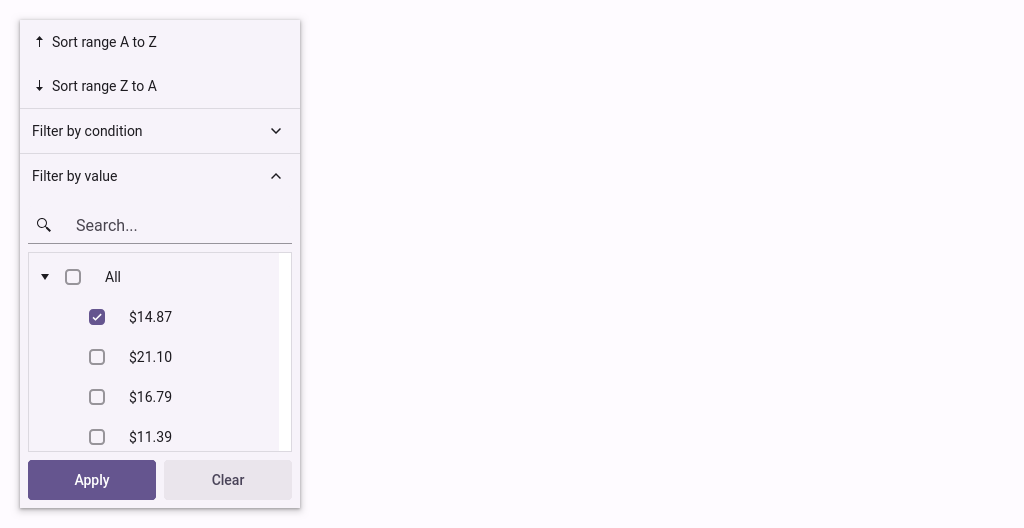 Sort range A to Z
Sort range Z to A
Filter by condition
Filter by value
Search...
All
$14.87
$21.10
$16.79
$11.39
Apply
Clear